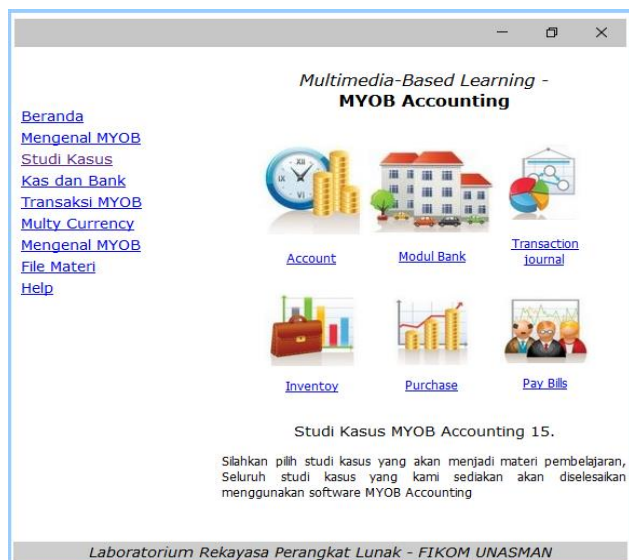 Multimedia-Based Learning -
MYOB Accounting
Beranda
Mengenal MYOB
Studi Kasus
Kas dan Bank
Transaksi MYOB
Multy Currency
Mengenal MYOB
File Materi
Help
XII
IX
VI
Account
Modul Bank
Transaction
journal
Inventoy
Purchase
Pay Bills
Studi Kasus MYOB Accounting 15.
Silahkan pilih studi kasus yang akan menjadi materi pembelajaran,
Seluruh studi kasus yang kami sediakan akan diselesaikan
menggunakan software MYOB Accounting
Laboratorium Rekayasa Perangkat Lunak - FIKOM UNASMAN